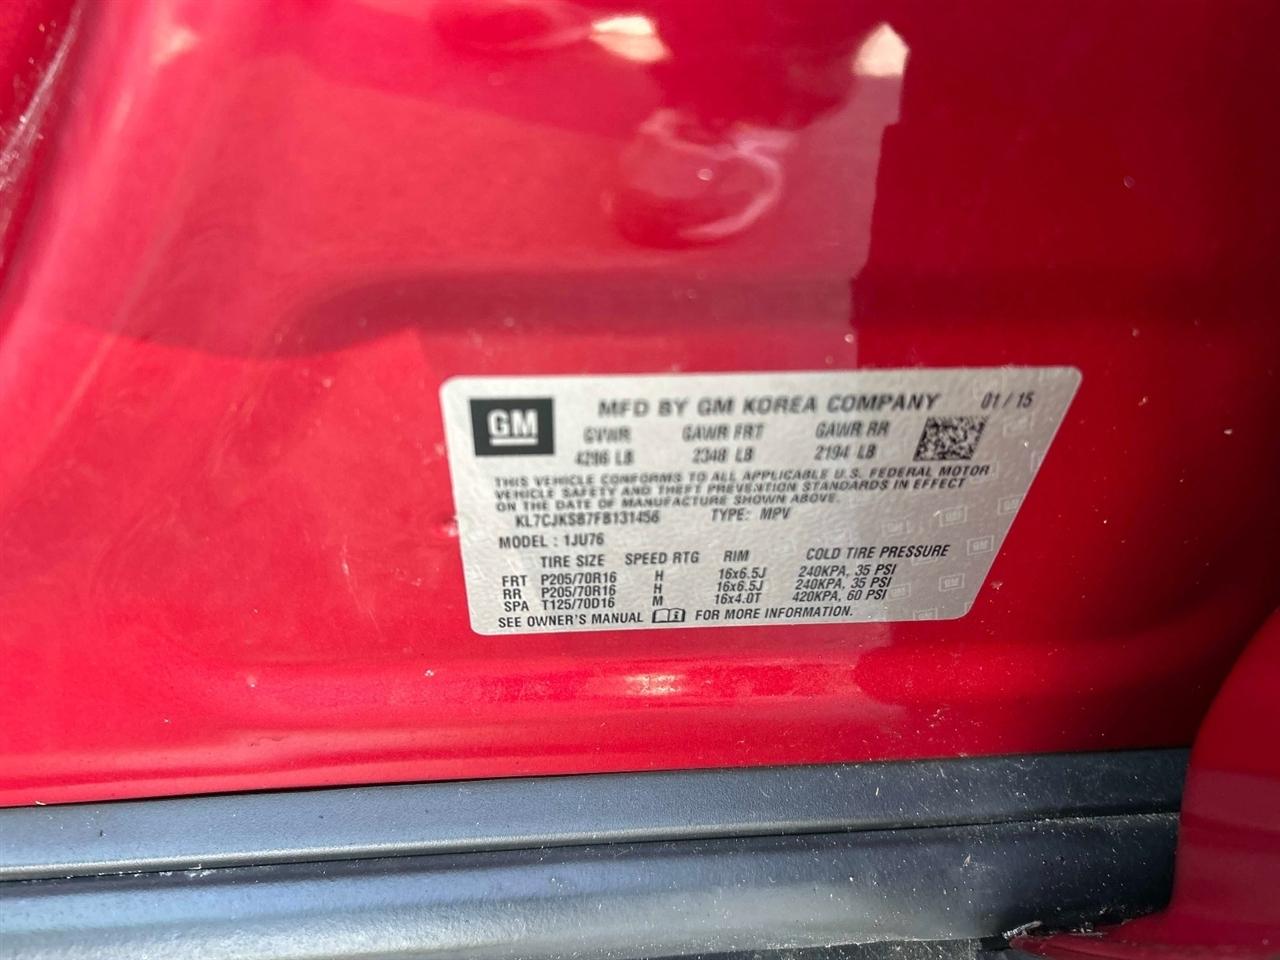 GM MFD BY GM KOREA COMPANY 01/15
GVWR GAWR FRT GAWR RR
4296 LB 2348 LB 2194 LB
THIS VEHICLE CONFORMS TO ALL APPLICABLE U.S. FEDERAL MOTOR
VEHICLE SAFETY AND THEFT PREVENTION STANDARDS IN EFFECT
ON THE DATE OF MANUFACTURE SHOWN ABOVE.
KL7CJKSB7FB131456 TYPE: MPV
MODEL : 1JU76
TIRE SIZE SPEED RTG RIM COLD TIRE PRESSURE
FRT P205/70R16 H 16x6.5J 240KPA, 35 PSI
RR P205/70R16 H 16x6.5J 240KPA, 35 PSI
SPA T125/70D16 M 16x4.0T 420KPA, 60 PSI
SEE OWNER'S MANUAL FOR MORE INFORMATION.